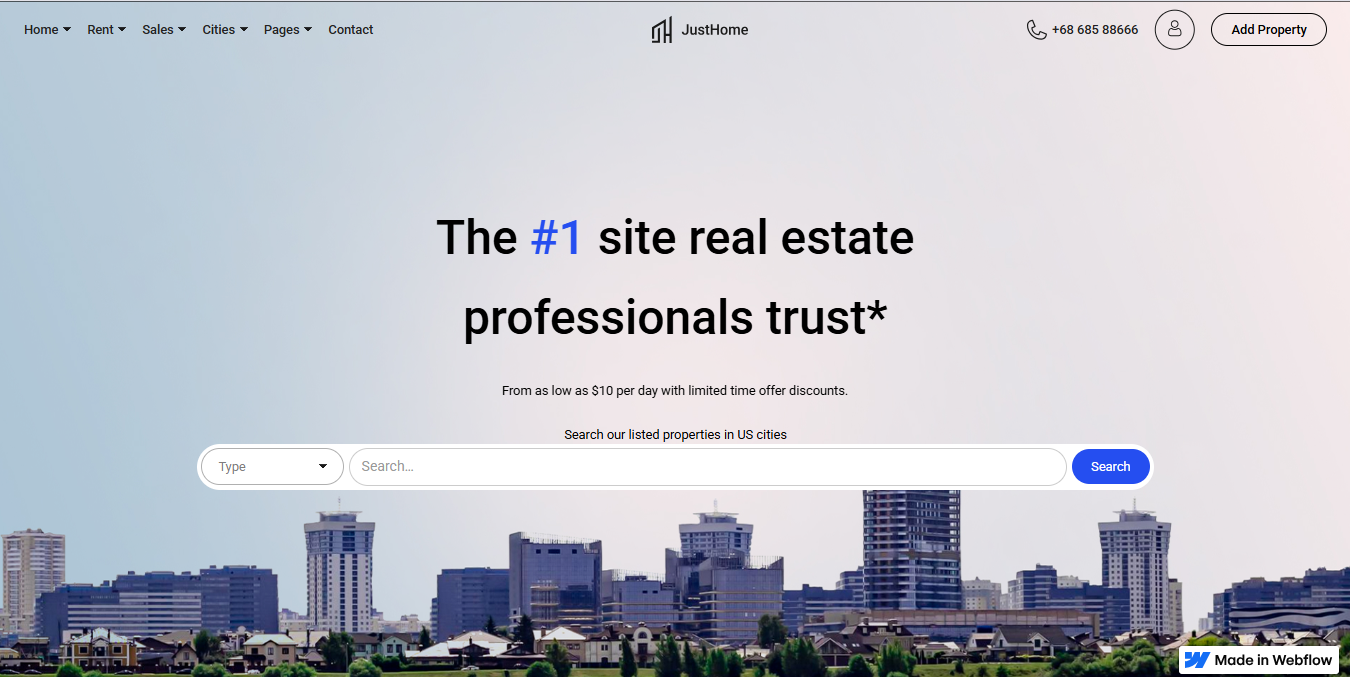 Home Rent Sales Cities Pages Contact JustHome +68 685 88666 Add Property
The #1 site real estate
professionals trust*
From as low as $10 per day with limited time offer discounts.
Search our listed properties in US cities
Type Search... Search
Made in Webflow